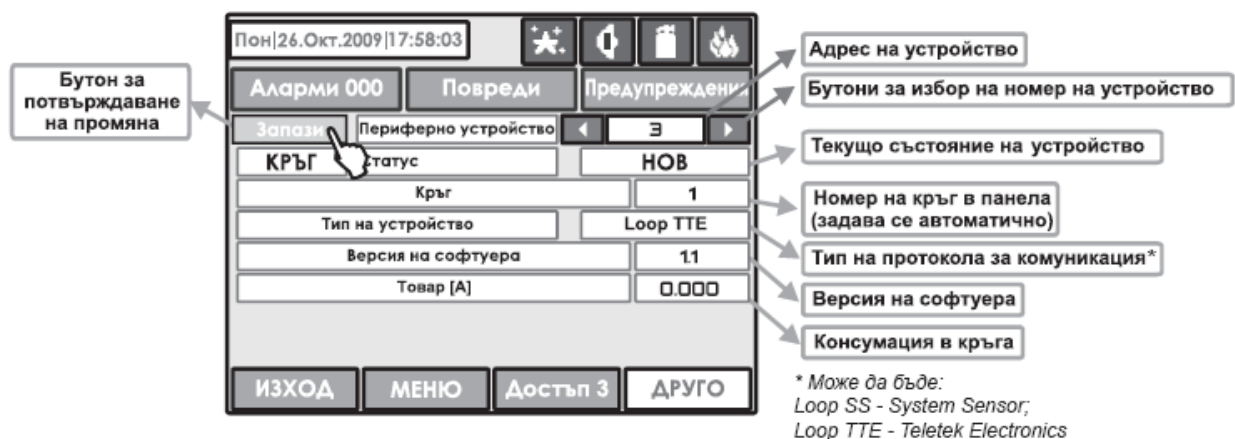 Пон|26.Окт.2009|17:58:03
Адрес на устройство
Бутон за
потвърждаване
на промяна
Аларми 000
Повреди
Предупреждения
Бутони за избор на номер на устройство
Запази
Периферно устройство
3
КРЪГ
Статус
НОВ
Текущо състояние на устройство
Кръг
1
Номер на кръг в панела
(задава се автоматично)
Тип на устройство
Loop TTE
Тип на протокола за комуникация*
Версия на софтуера
1.1
Версия на софтуера
Товар [А]
0.000
Консумация в кръга
ИЗХОД
МЕНЮ
Достъп 3
ДРУГО
* Може да бъде:
Loop SS - System Sensor;
Loop TTE - Teletek Electronics